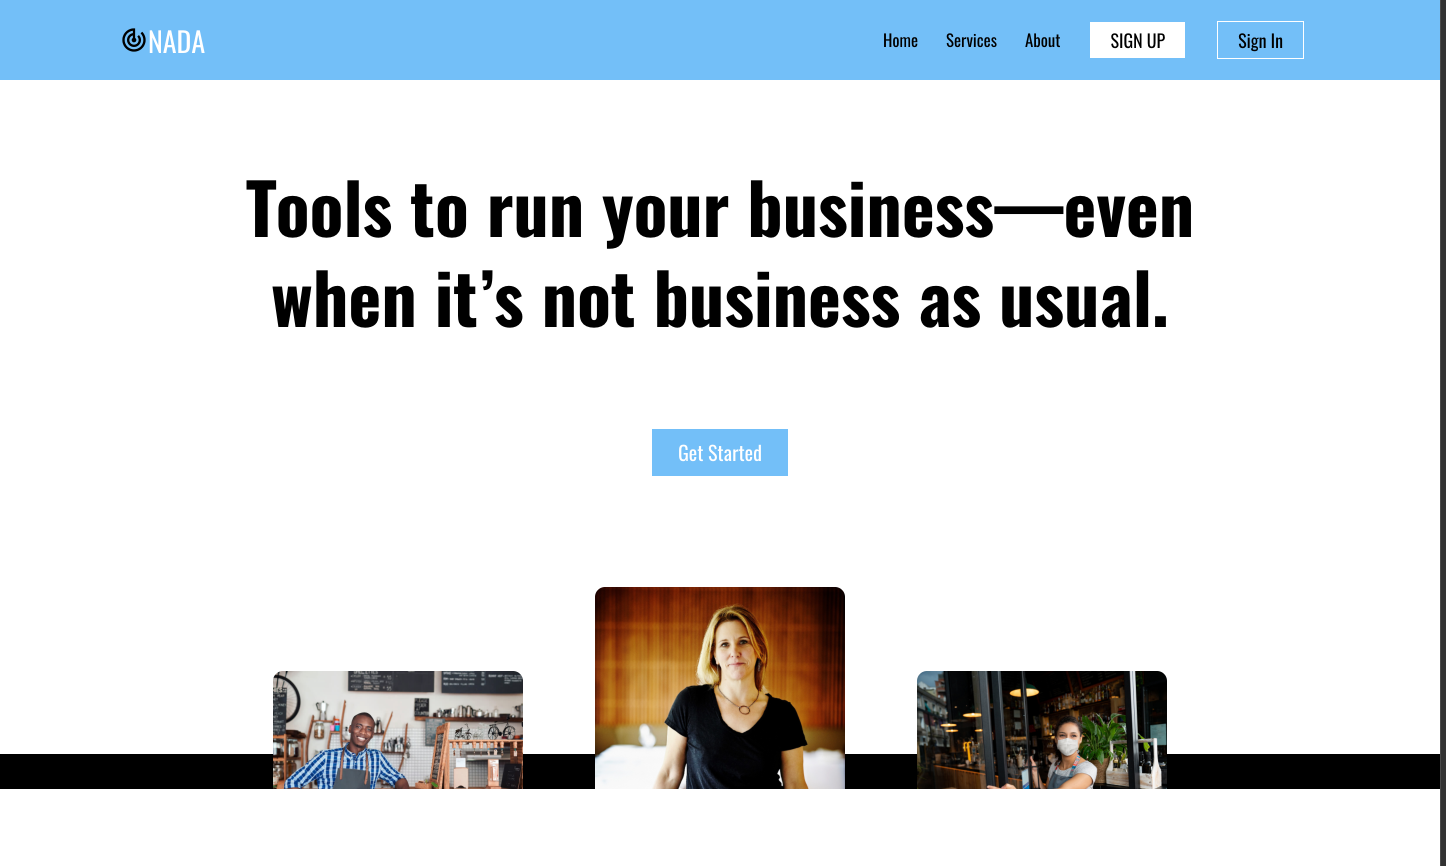 NADA
Home
Services
About
SIGN UP
Sign In
Tools to run your business—even
when it’s not business as usual.
Get Started